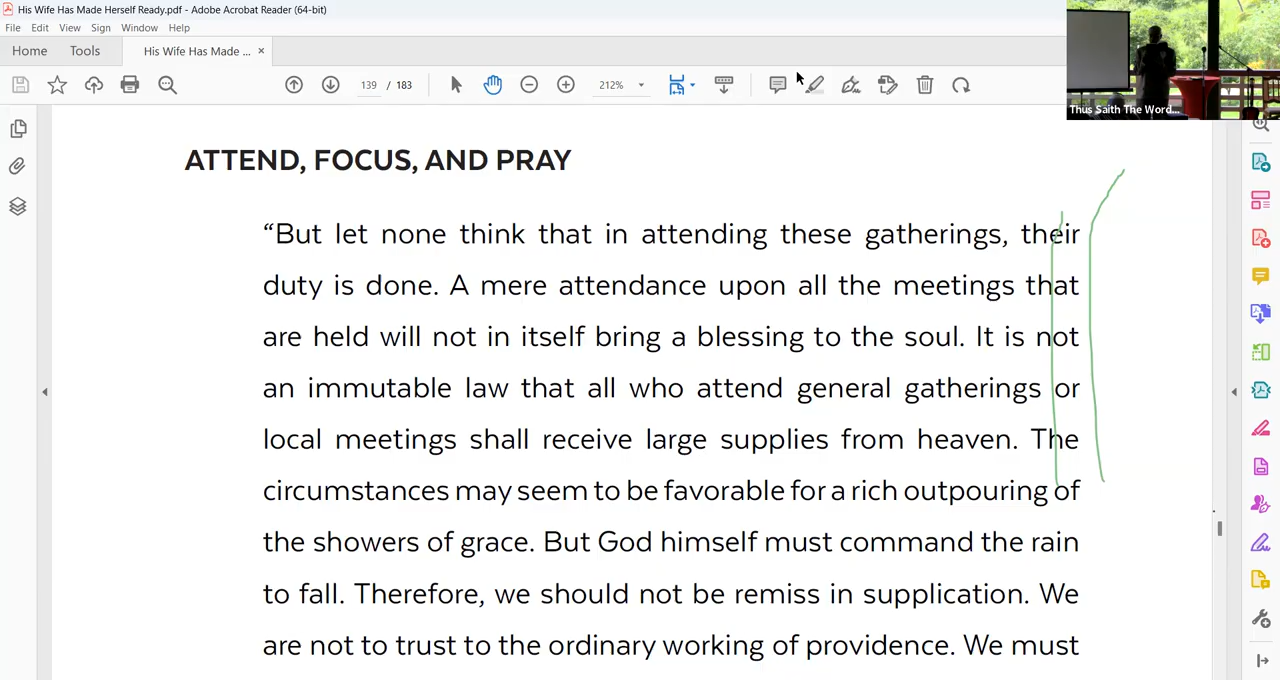 His Wife Has Made Herself Ready.pdf - Adobe Acrobat Reader (64-bit)
File Edit View Sign Window Help
Home Tools His Wife Has Made ... ×
139 / 183 212%
Thus Saith The Word...
ATTEND, FOCUS, AND PRAY
“But let none think that in attending these gatherings, their
duty is done. A mere attendance upon all the meetings that
are held will not in itself bring a blessing to the soul. It is not
an immutable law that all who attend general gatherings or
local meetings shall receive large supplies from heaven. The
circumstances may seem to be favorable for a rich outpouring of
the showers of grace. But God himself must command the rain
to fall. Therefore, we should not be remiss in supplication. We
are not to trust to the ordinary working of providence. We must